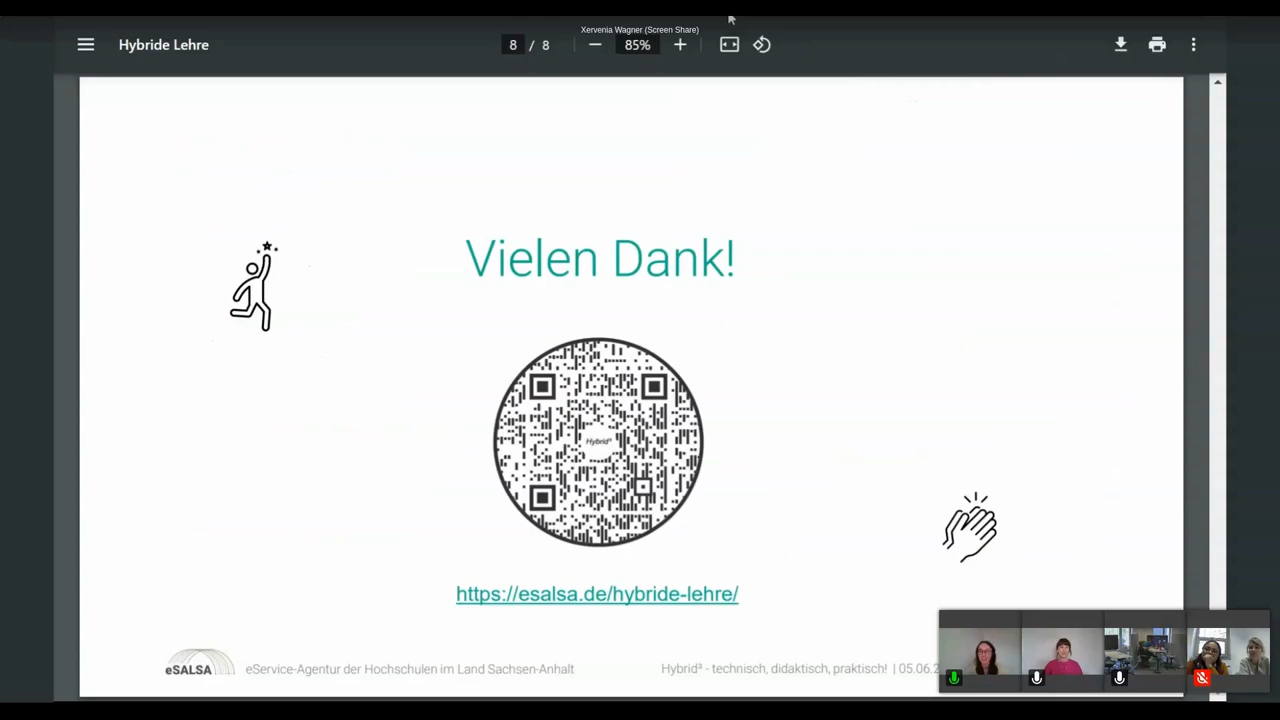 Xervenia Wagner (Screen Share)
Hybride Lehre
8 / 8
85%
Vielen Dank!
Hybrid³
https://esalsa.de/hybride-lehre/
eSALSA
eService-Agentur der Hochschulen im Land Sachsen-Anhalt
Hybrid³ - technisch, didaktisch, praktisch! | 05.06.2